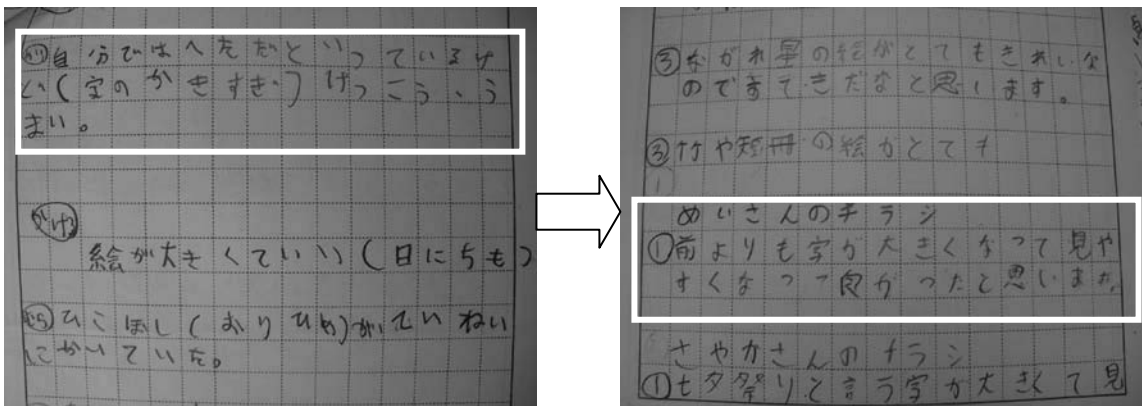 自分ではへただといっているけ
ど(字のかきすぎ)けっこう、う
まい。
絵が大きくていい(日にちも)
ひこぼし(おりひめ)がていねい
にかいていた。
③ながれ星の絵がとてもきれいな
のですてきだなと思います。
③竹や短冊の絵がとても
めいさんのチラシ
①前よりも字が大きくなって見や
すくなって良かったと思います。
さやかさんのチラシ
①七夕祭りと言う字が大きくて見